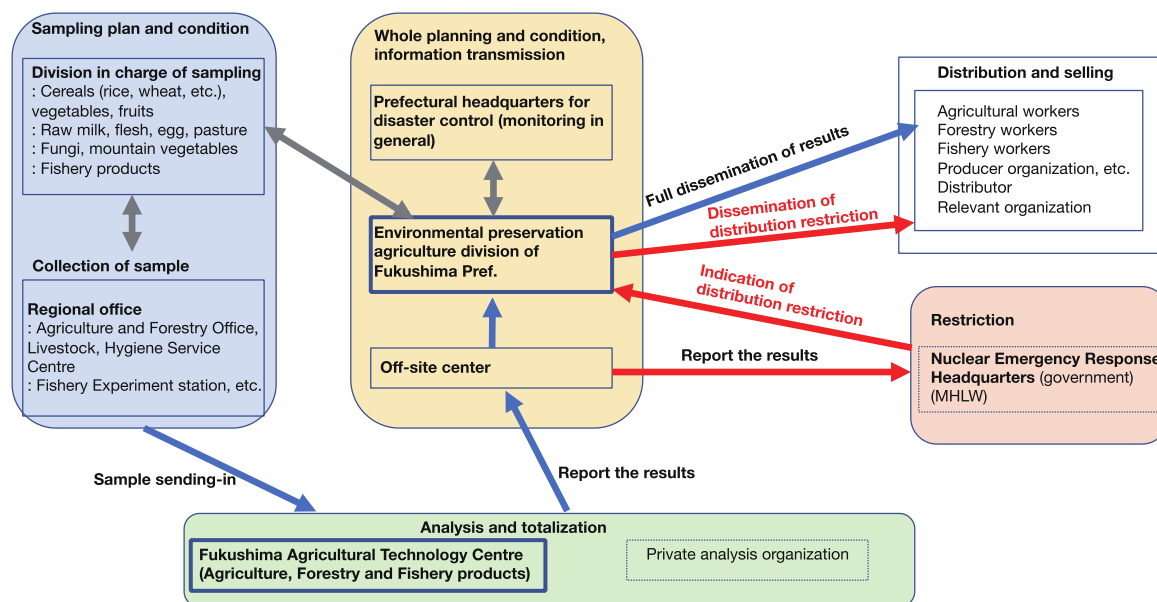 Sampling plan and condition
Division in charge of sampling
: Cereals (rice, wheat, etc.),
vegetables, fruits
: Raw milk, flesh, egg, pasture
: Fungi, mountain vegetables
: Fishery products
Collection of sample
Regional office
: Agriculture and Forestry Office,
Livestock, Hygiene Service
Centre
: Fishery Experiment station, etc.
Whole planning and condition,
information transmission
Prefectural headquarters for
disaster control (monitoring in
general)
Environmental preservation
agriculture division of
Fukushima Pref.
Off-site center
Full dissemination of results
Dissemination of
distribution restriction
Indication of
distribution restriction
Report the results
Distribution and selling
Agricultural workers
Forestry workers
Fishery workers
Producer organization, etc.
Distributor
Relevant organization
Restriction
Nuclear Emergency Response
Headquarters (government)
(MHLW)
Sample sending-in
Report the results
Analysis and totalization
Fukushima Agricultural Technology Centre
(Agriculture, Forestry and Fishery products)
Private analysis organization